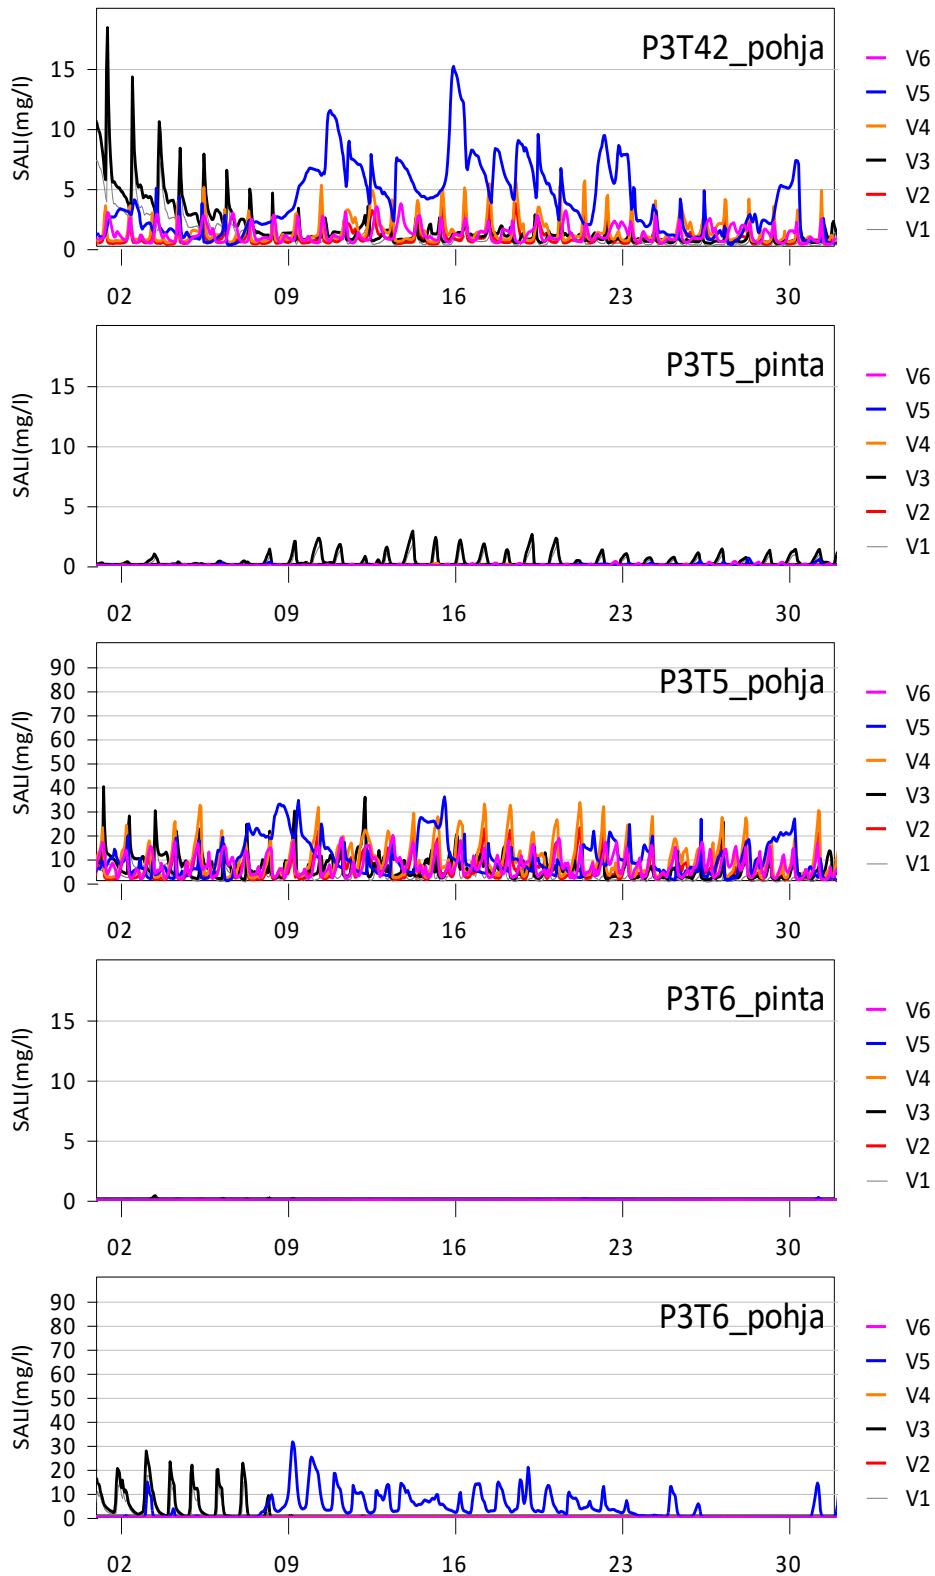 P3T42_pohja
SALI(mg/l)
15
10
5
0
02 09 16 23 30
V6
V5
V4
V3
V2
V1
P3T5_pinta
SALI(mg/l)
15
10
5
0
02 09 16 23 30
V6
V5
V4
V3
V2
V1
P3T5_pohja
SALI(mg/l)
90
80
70
60
50
40
30
20
10
0
02 09 16 23 30
V6
V5
V4
V3
V2
V1
P3T6_pinta
SALI(mg/l)
15
10
5
0
02 09 16 23 30
V6
V5
V4
V3
V2
V1
P3T6_pohja
SALI(mg/l)
90
80
70
60
50
40
30
20
10
0
02 09 16 23 30
V6
V5
V4
V3
V2
V1